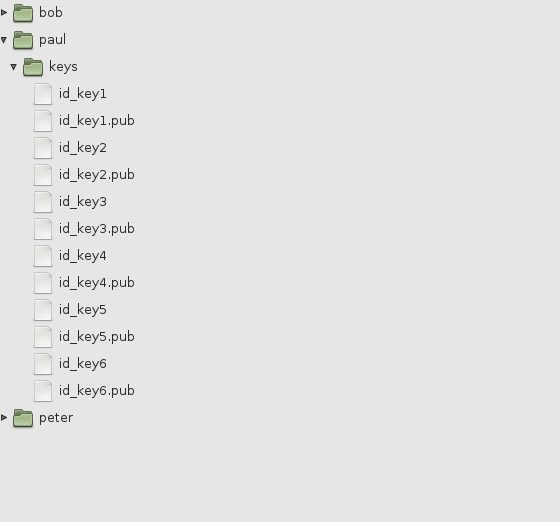 bob
paul
keys
id_key1
id_key1.pub
id_key2
id_key2.pub
id_key3
id_key3.pub
id_key4
id_key4.pub
id_key5
id_key5.pub
id_key6
id_key6.pub
peter